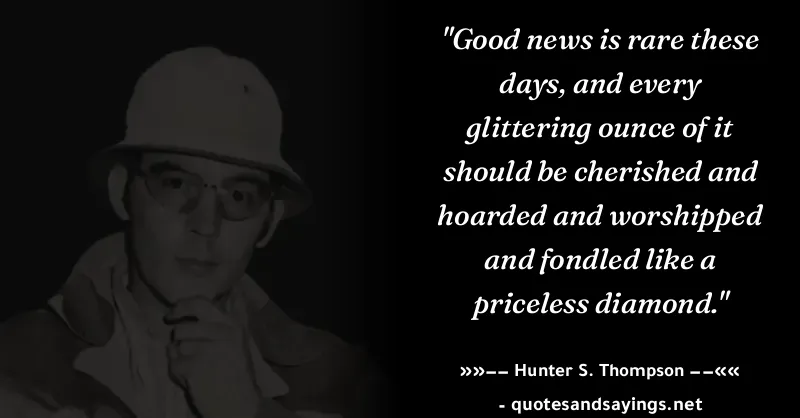 "Good news is rare these
days, and every
glittering ounce of it
should be cherished and
hoarded and worshipped
and fondled like a
priceless diamond."
»»–– Hunter S. Thompson ––««
- quotesandsayings.net